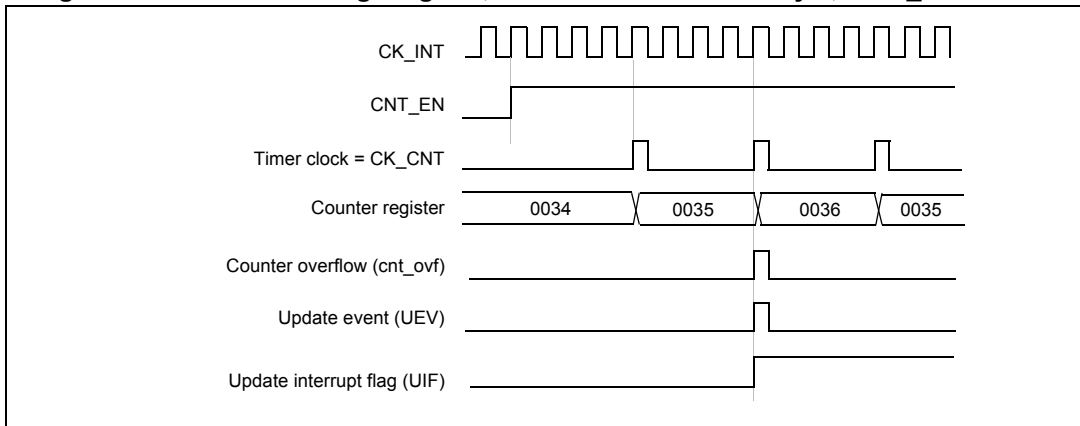 CK_INT
CNT_EN
Timer clock = CK_CNT
Counter register 0034 0035 0036 0035
Counter overflow (cnt_ovf)
Update event (UEV)
Update interrupt flag (UIF)